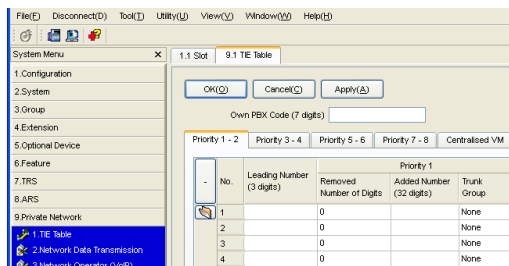 File(F) Disconnect(D) Tool(T) Utility(U) View(V) Window(W) Help(H)
System Menu × 1.1 Slot 9.1 TIE Table
1.Configuration
2.System
3.Group
4.Extension
5.Optional Device
6.Feature
7.TRS
8.ARS
9.Private Network
1.TIE Table
2.Network Data Transmission
3.Network Operator (VoIP)
OK(O) Cancel(C) Apply(A)
Own PBX Code (7 digits)
Priority 1 - 2 Priority 3 - 4 Priority 5 - 6 Priority 7 - 8 Centralised VM
Priority 1
- No. Leading Number (3 digits) Removed Number of Digits Added Number (32 digits) Trunk Group
1 0 None
2 0 None
3 0 None
4 0 None